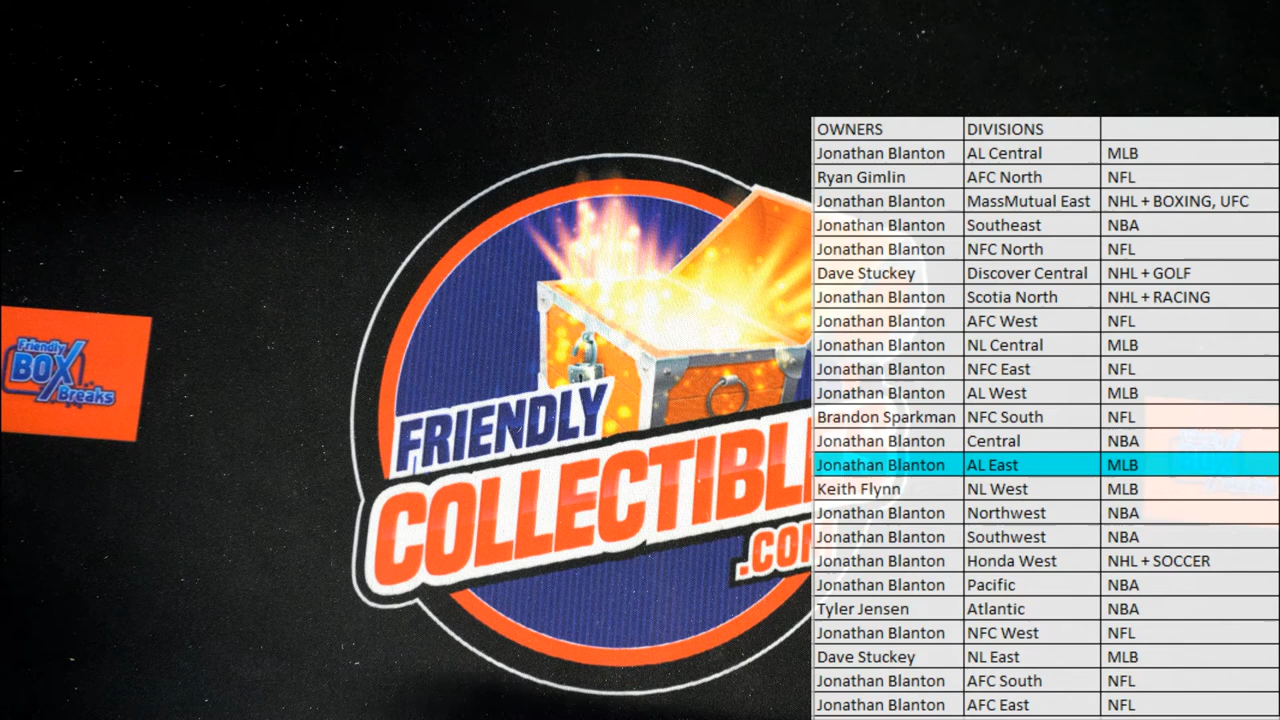 Friendly
BOX
Breaks
FRIENDLY
COLLECTIBL
.COM
OWNERS DIVISIONS
Jonathan Blanton AL Central MLB
Ryan Gimlin AFC North NFL
Jonathan Blanton MassMutual East NHL + BOXING, UFC
Jonathan Blanton Southeast NBA
Jonathan Blanton NFC North NFL
Dave Stuckey Discover Central NHL + GOLF
Jonathan Blanton Scotia North NHL + RACING
Jonathan Blanton AFC West NFL
Jonathan Blanton NL Central MLB
Jonathan Blanton NFC East NFL
Jonathan Blanton AL West MLB
Brandon Sparkman NFC South NFL
Jonathan Blanton Central NBA
Jonathan Blanton AL East MLB
Keith Flynn NL West MLB
Jonathan Blanton Northwest NBA
Jonathan Blanton Southwest NBA
Jonathan Blanton Honda West NHL + SOCCER
Jonathan Blanton Pacific NBA
Tyler Jensen Atlantic NBA
Jonathan Blanton NFC West NFL
Dave Stuckey NL East MLB
Jonathan Blanton AFC South NFL
Jonathan Blanton AFC East NFL